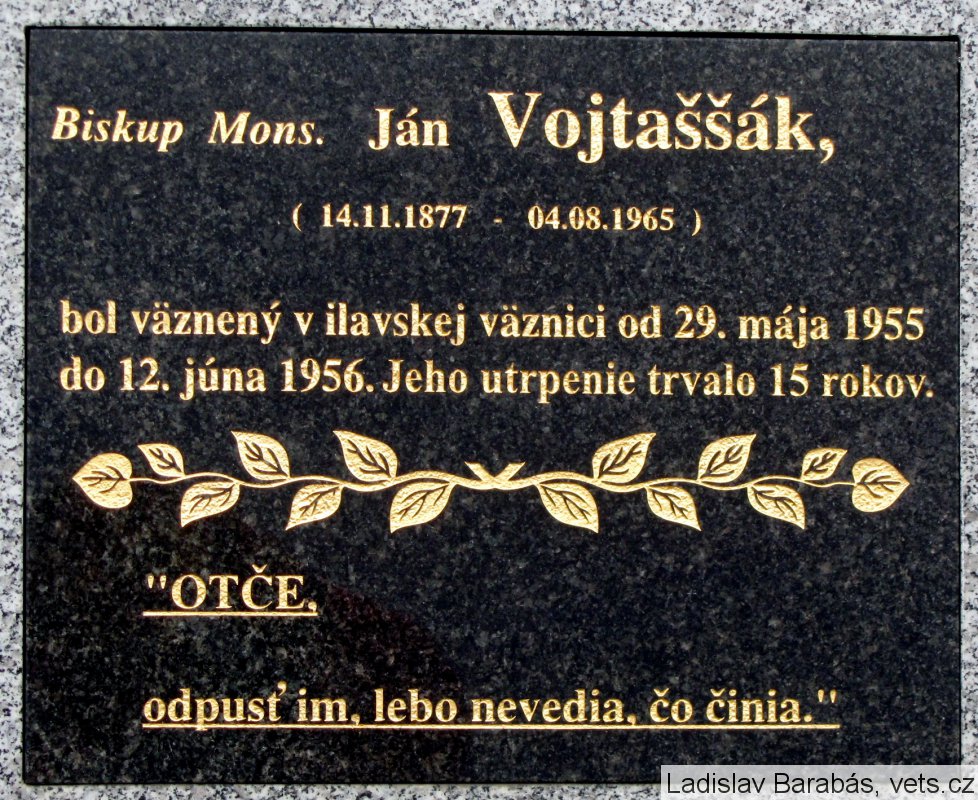 Biskup Mons. Ján Vojtaššák,
( 14.11.1877 - 04.08.1965 )
bol väznený v ilavskej väznici od 29. mája 1955
do 12. júna 1956. Jeho utrpenie trvalo 15 rokov.
"OTČE,
odpusť im, lebo nevedia, čo činia."
Ladislav Barabás, vets.cz